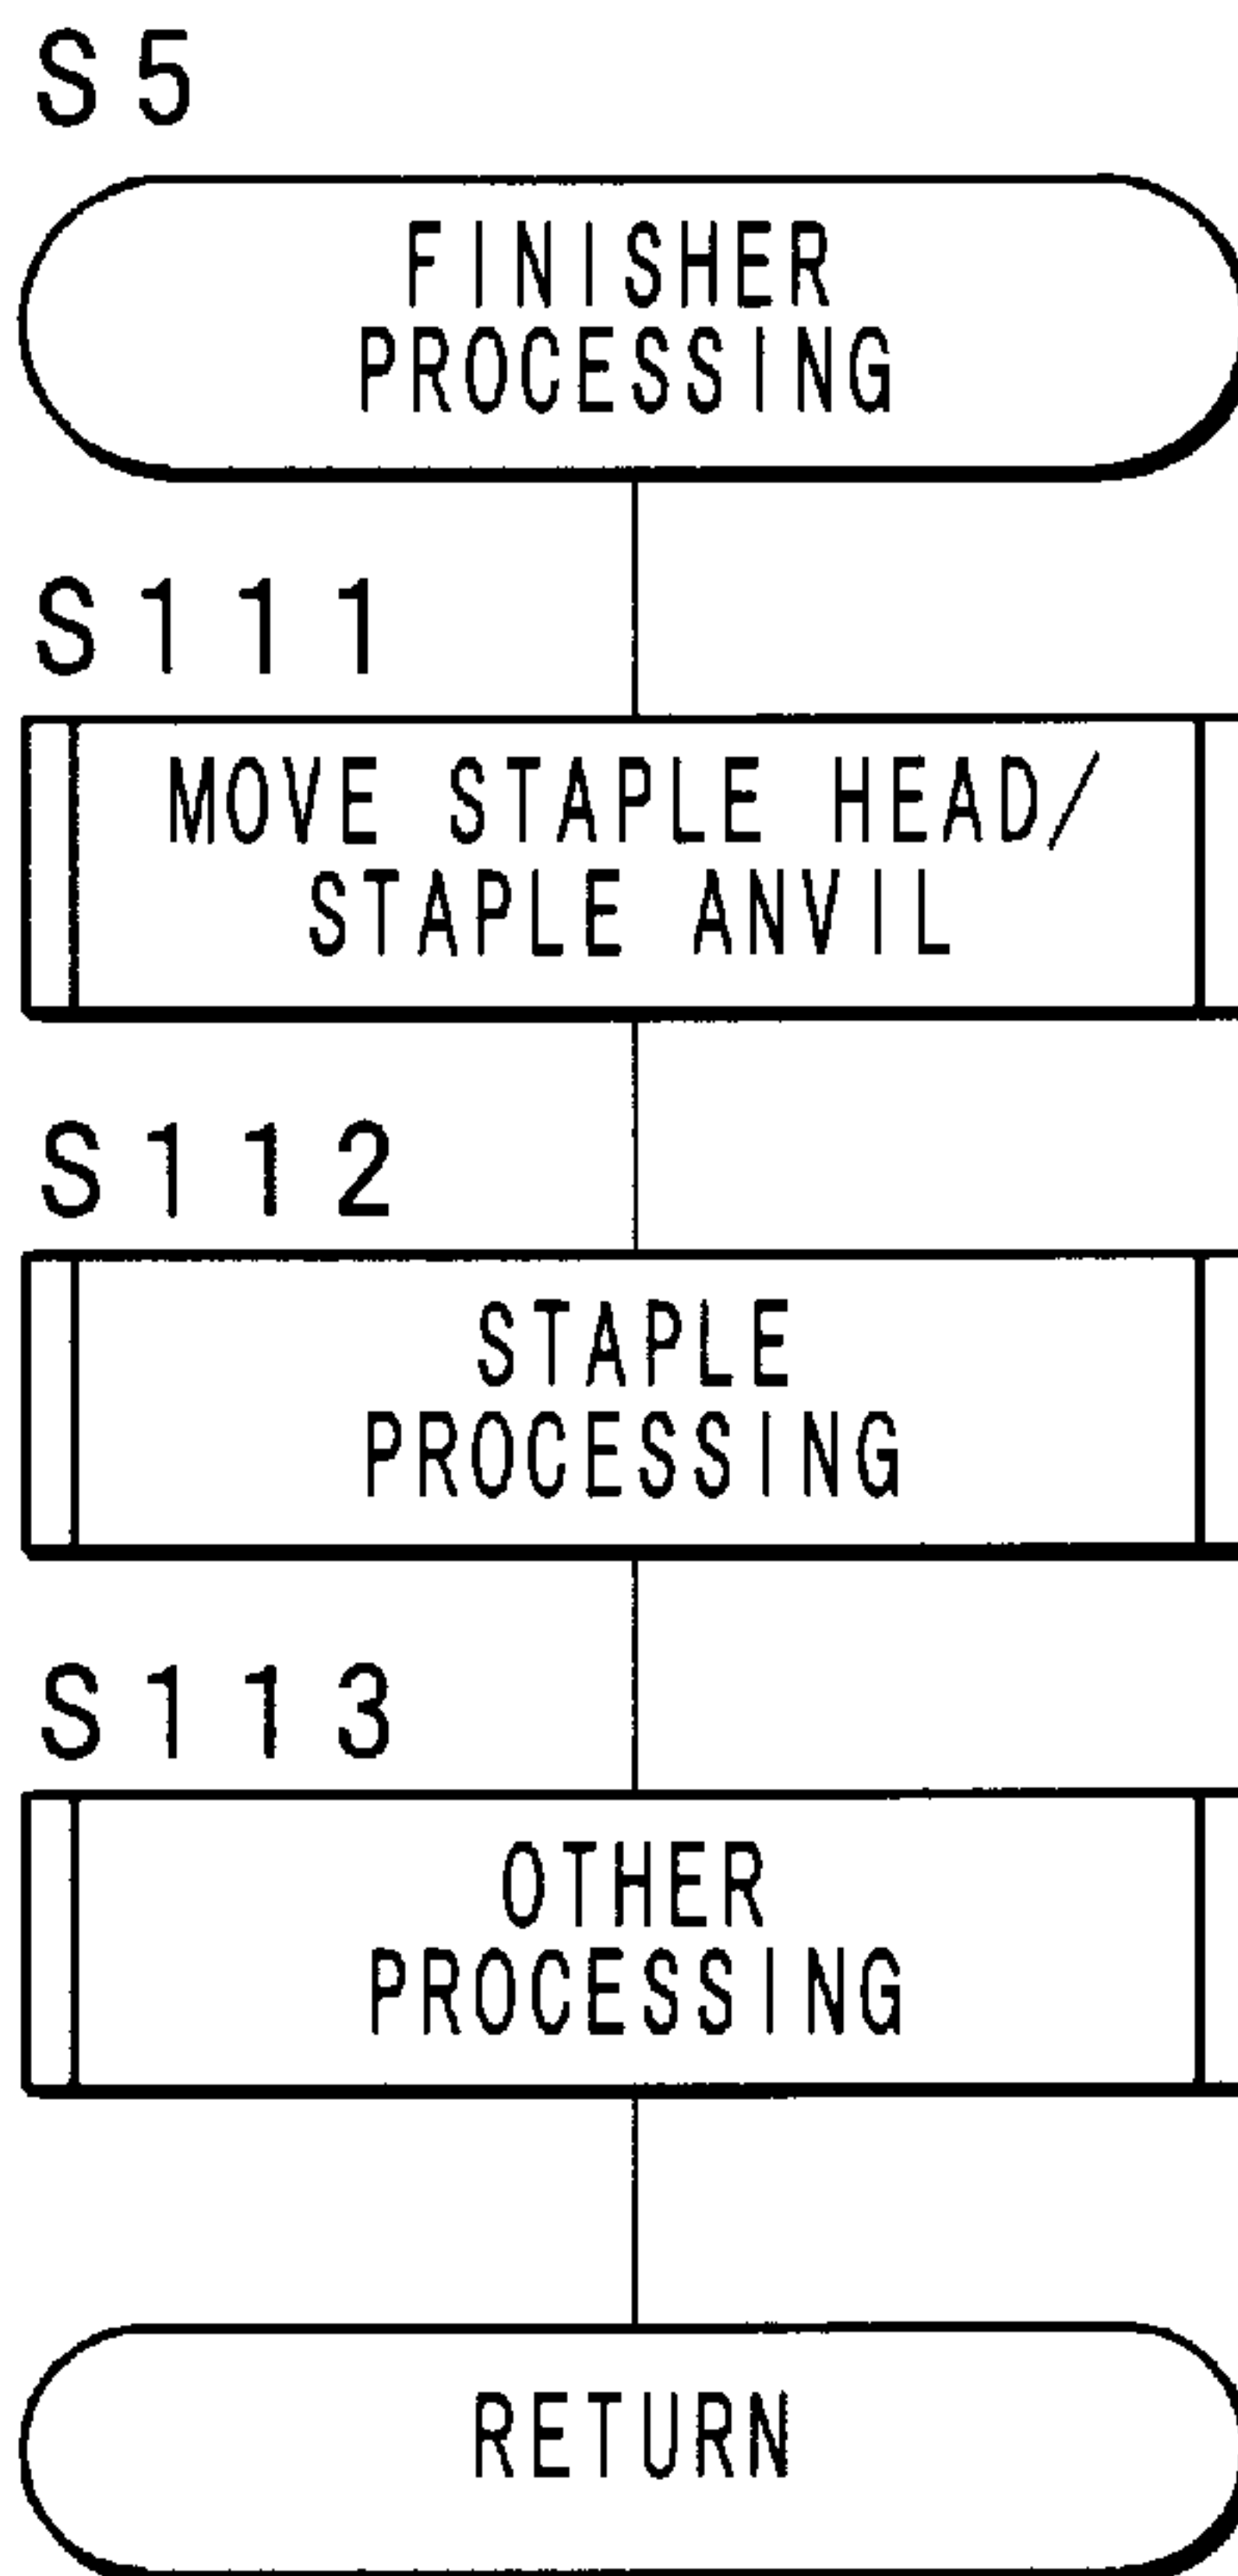 S5
FINISHER
PROCESSING
S111
MOVE STAPLE HEAD/
STAPLE ANVIL
S112
STAPLE
PROCESSING
S113
OTHER
PROCESSING
RETURN